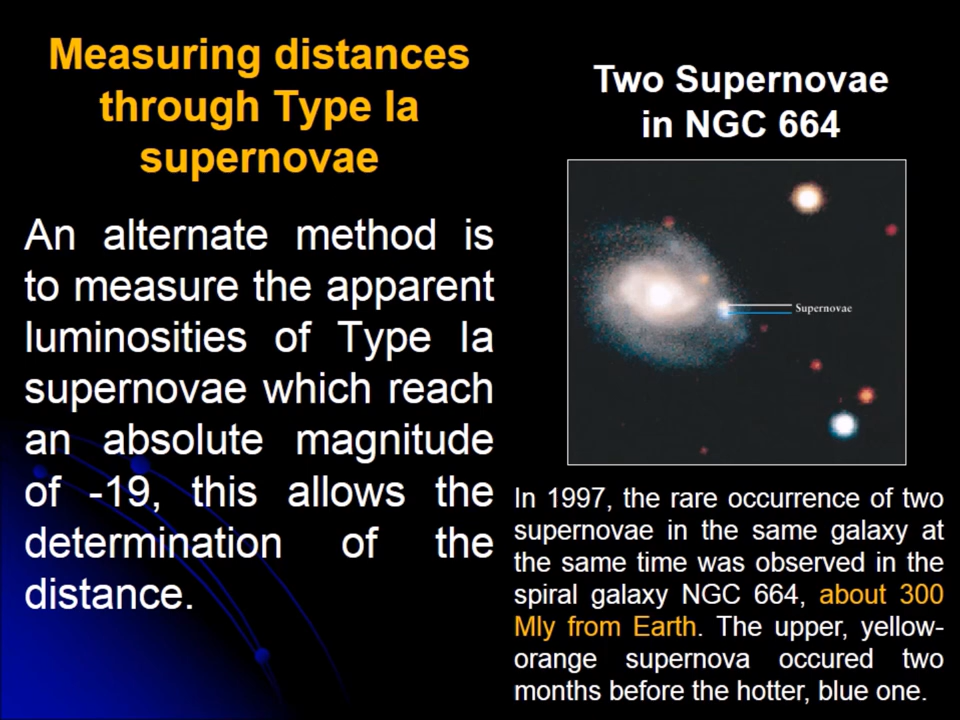 Measuring distances
through Type Ia
supernovae
An alternate method is
to measure the apparent
luminosities of Type Ia
supernovae which reach
an absolute magnitude
of -19, this allows the
determination of the
distance.
Two Supernovae
in NGC 664
Supernovae
In 1997, the rare occurrence of two
supernovae in the same galaxy at
the same time was observed in the
spiral galaxy NGC 664, about 300
Mly from Earth. The upper, yellow-
orange supernova occured two
months before the hotter, blue one.